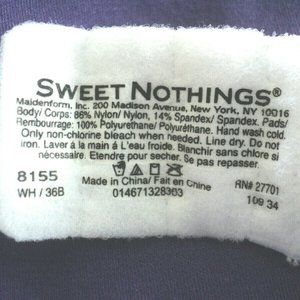 SWEET NOTHINGS®
Maidenform, Inc. 200 Madison Avenue, New York, NY 10016
Body/ Corps: 86% Nylon/ Nylon, 14% Spandex/ Spandex. Pads/
Rembourrage: 100% Polyurethane/ Polyuréthane. Hand wash cold.
Only non-chlorine bleach when needed. Line dry. Do not
iron. Laver à la main á L'eau froide. Blanchir sans chlore si
nécessaire. Etendre pour secher. Se pas repasser.
8155 Made in China/ Fait en Chine RN# 27701
WH / 36B 014671328303 109 34